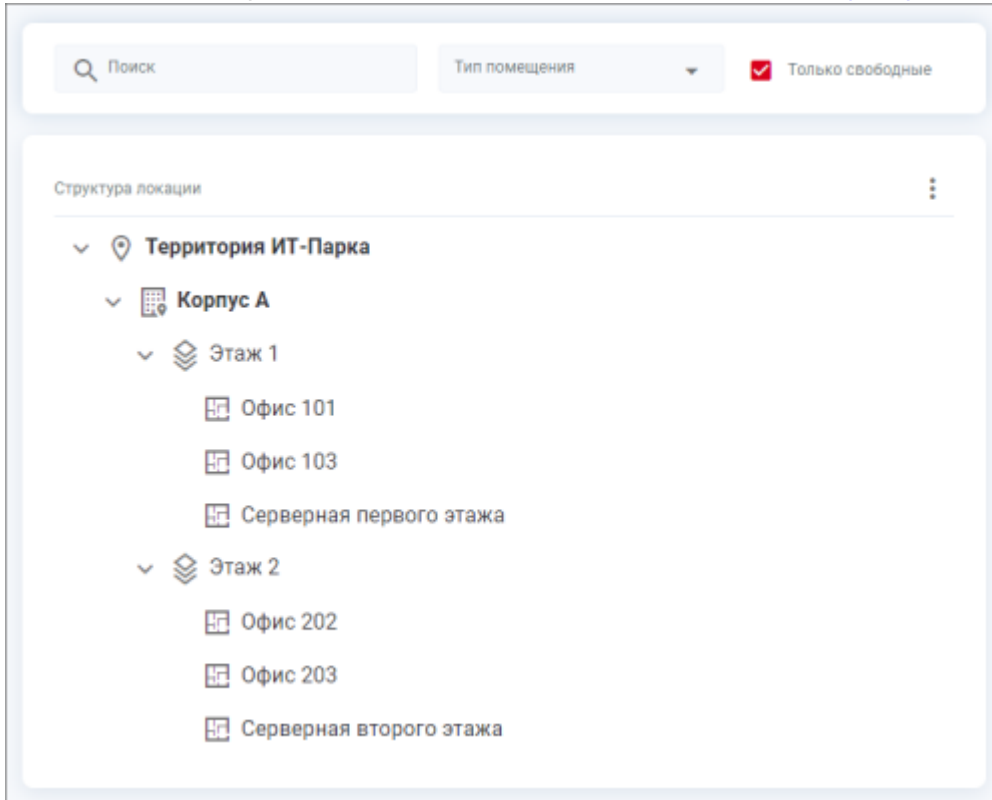 Поиск
Тип помещения
Только свободные
Структура локации
Территория ИТ-Парка
Корпус А
Этаж 1
Офис 101
Офис 103
Серверная первого этажа
Этаж 2
Офис 202
Офис 203
Серверная второго этажа